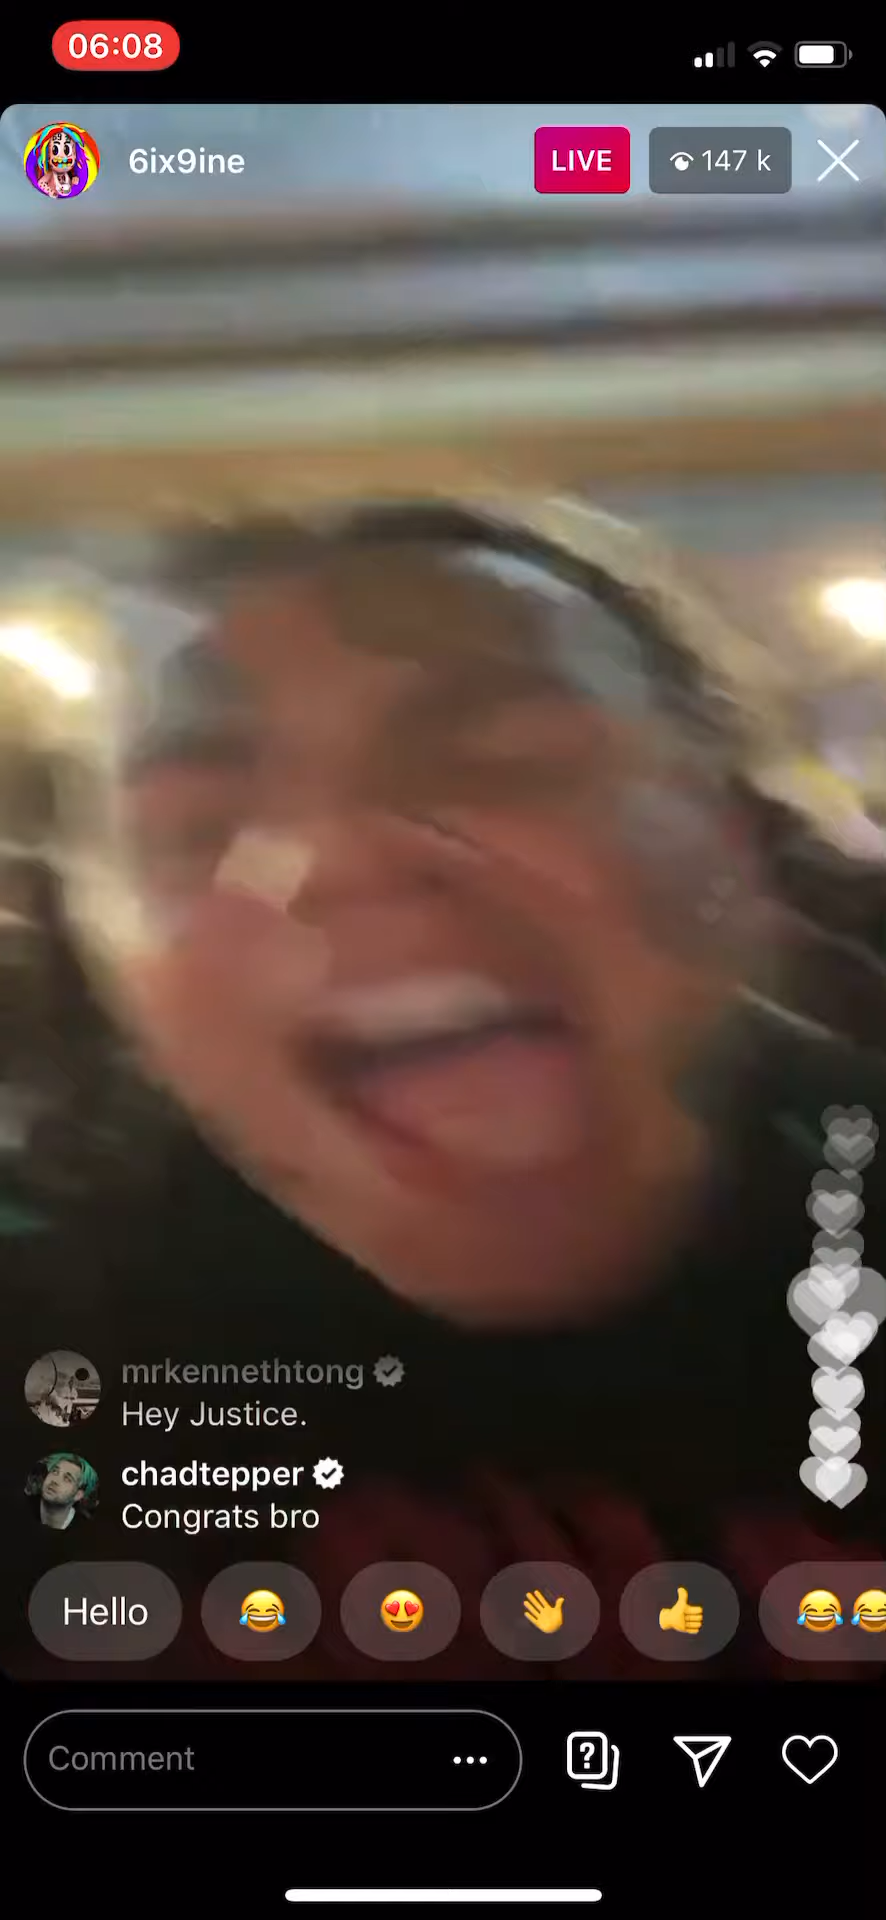 06:08
6ix9ine
LIVE
147 k
mrkennethtong
Hey Justice.
chadtepper
Congrats bro
Hello
Comment